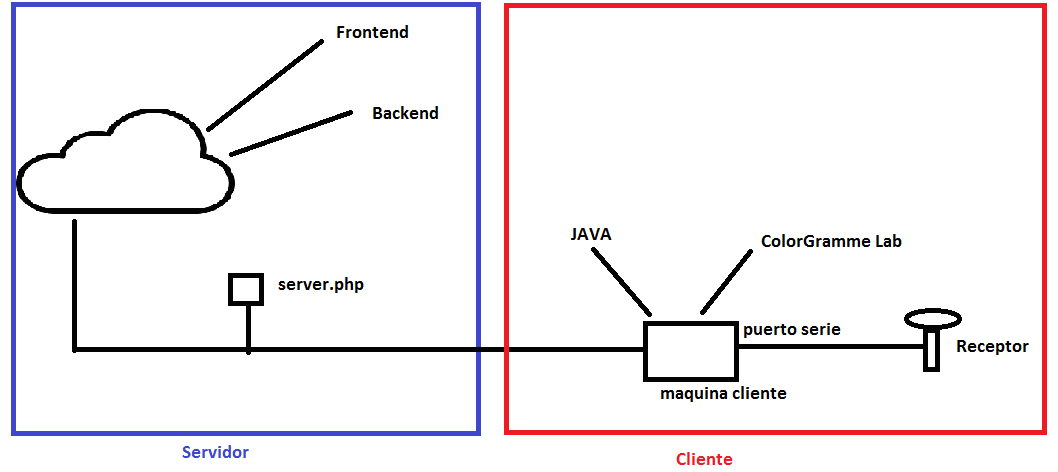 Frontend
Backend
server.php
Servidor
JAVA
ColorGramme Lab
puerto serie
Receptor
maquina cliente
Cliente